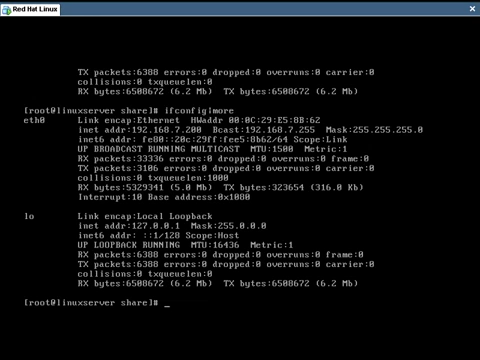 Red Hat Linux
TX packets:6388 errors:0 dropped:0 overruns:0 carrier:0
collisions:0 txqueuelen:0
RX bytes:6508672 (6.2 Mb)  TX bytes:6508672 (6.2 Mb)
[root@linuxserver share]# ifconfig|more
eth0      Link encap:Ethernet  HWaddr 00:0C:29:E5:8B:62
inet addr:192.168.7.200  Bcast:192.168.7.255  Mask:255.255.255.0
inet6 addr: fe80::20c:29ff:fee5:8b62/64 Scope:Link
UP BROADCAST RUNNING MULTICAST  MTU:1500  Metric:1
RX packets:33336 errors:0 dropped:0 overruns:0 frame:0
TX packets:3106 errors:0 dropped:0 overruns:0 carrier:0
collisions:0 txqueuelen:1000
RX bytes:5329341 (5.0 Mb)  TX bytes:323654 (316.0 Kb)
Interrupt:10 Base address:0x1080
lo        Link encap:Local Loopback
inet addr:127.0.0.1  Mask:255.0.0.0
inet6 addr: ::1/128 Scope:Host
UP LOOPBACK RUNNING  MTU:16436  Metric:1
RX packets:6388 errors:0 dropped:0 overruns:0 frame:0
TX packets:6388 errors:0 dropped:0 overruns:0 carrier:0
collisions:0 txqueuelen:0
RX bytes:6508672 (6.2 Mb)  TX bytes:6508672 (6.2 Mb)
[root@linuxserver share]# _